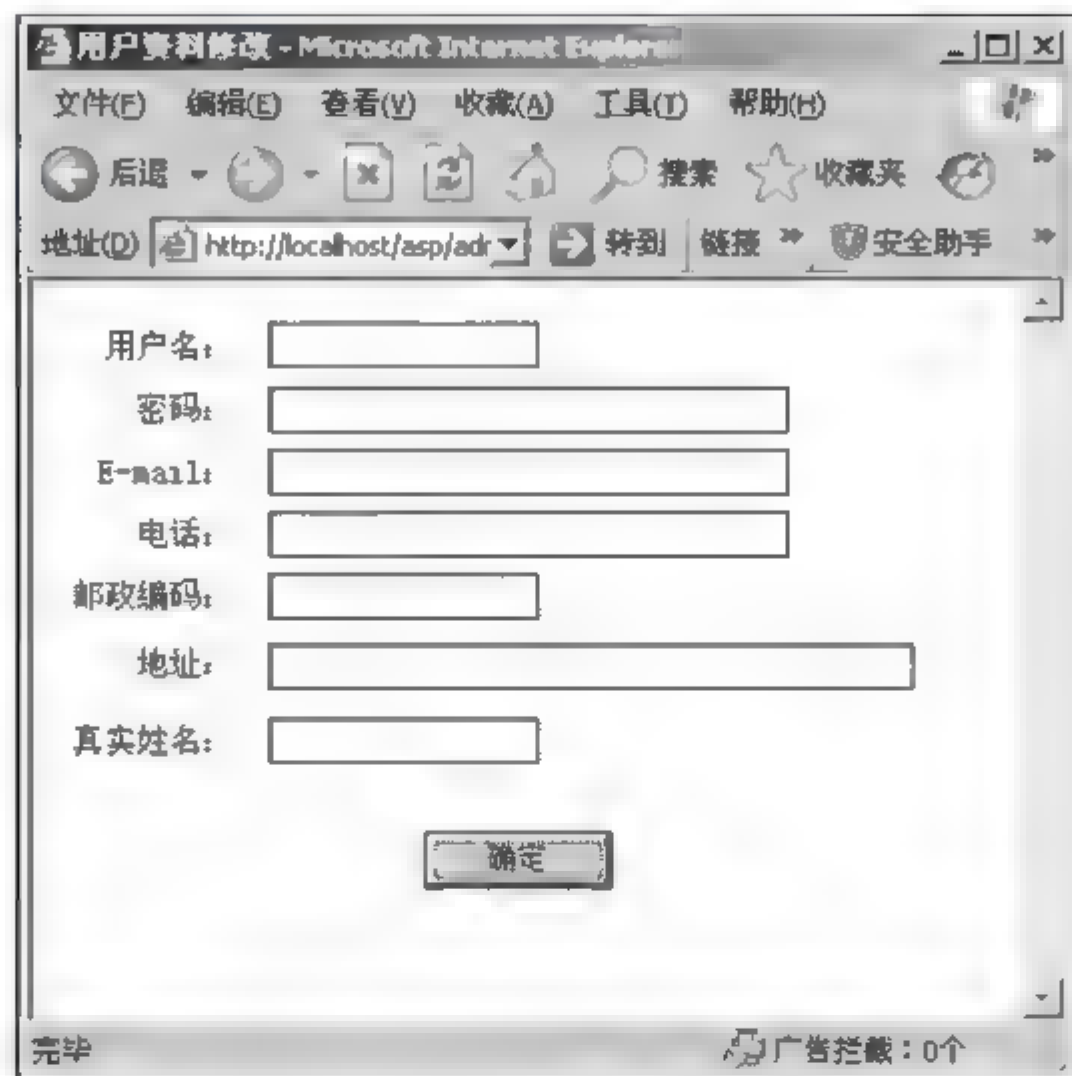 用户资料修改 - Microsoft Internet Explorer
文件(F) 编辑(E) 查看(V) 收藏(A) 工具(T) 帮助(H)
后退 搜索 收藏夹
地址(D) http://localhost/asp/adr 转到 链接 » 安全助手 »
用户名:
密码:
E-mail:
电话:
邮政编码:
地址:
真实姓名:
确定
完毕 广告拦截:0个